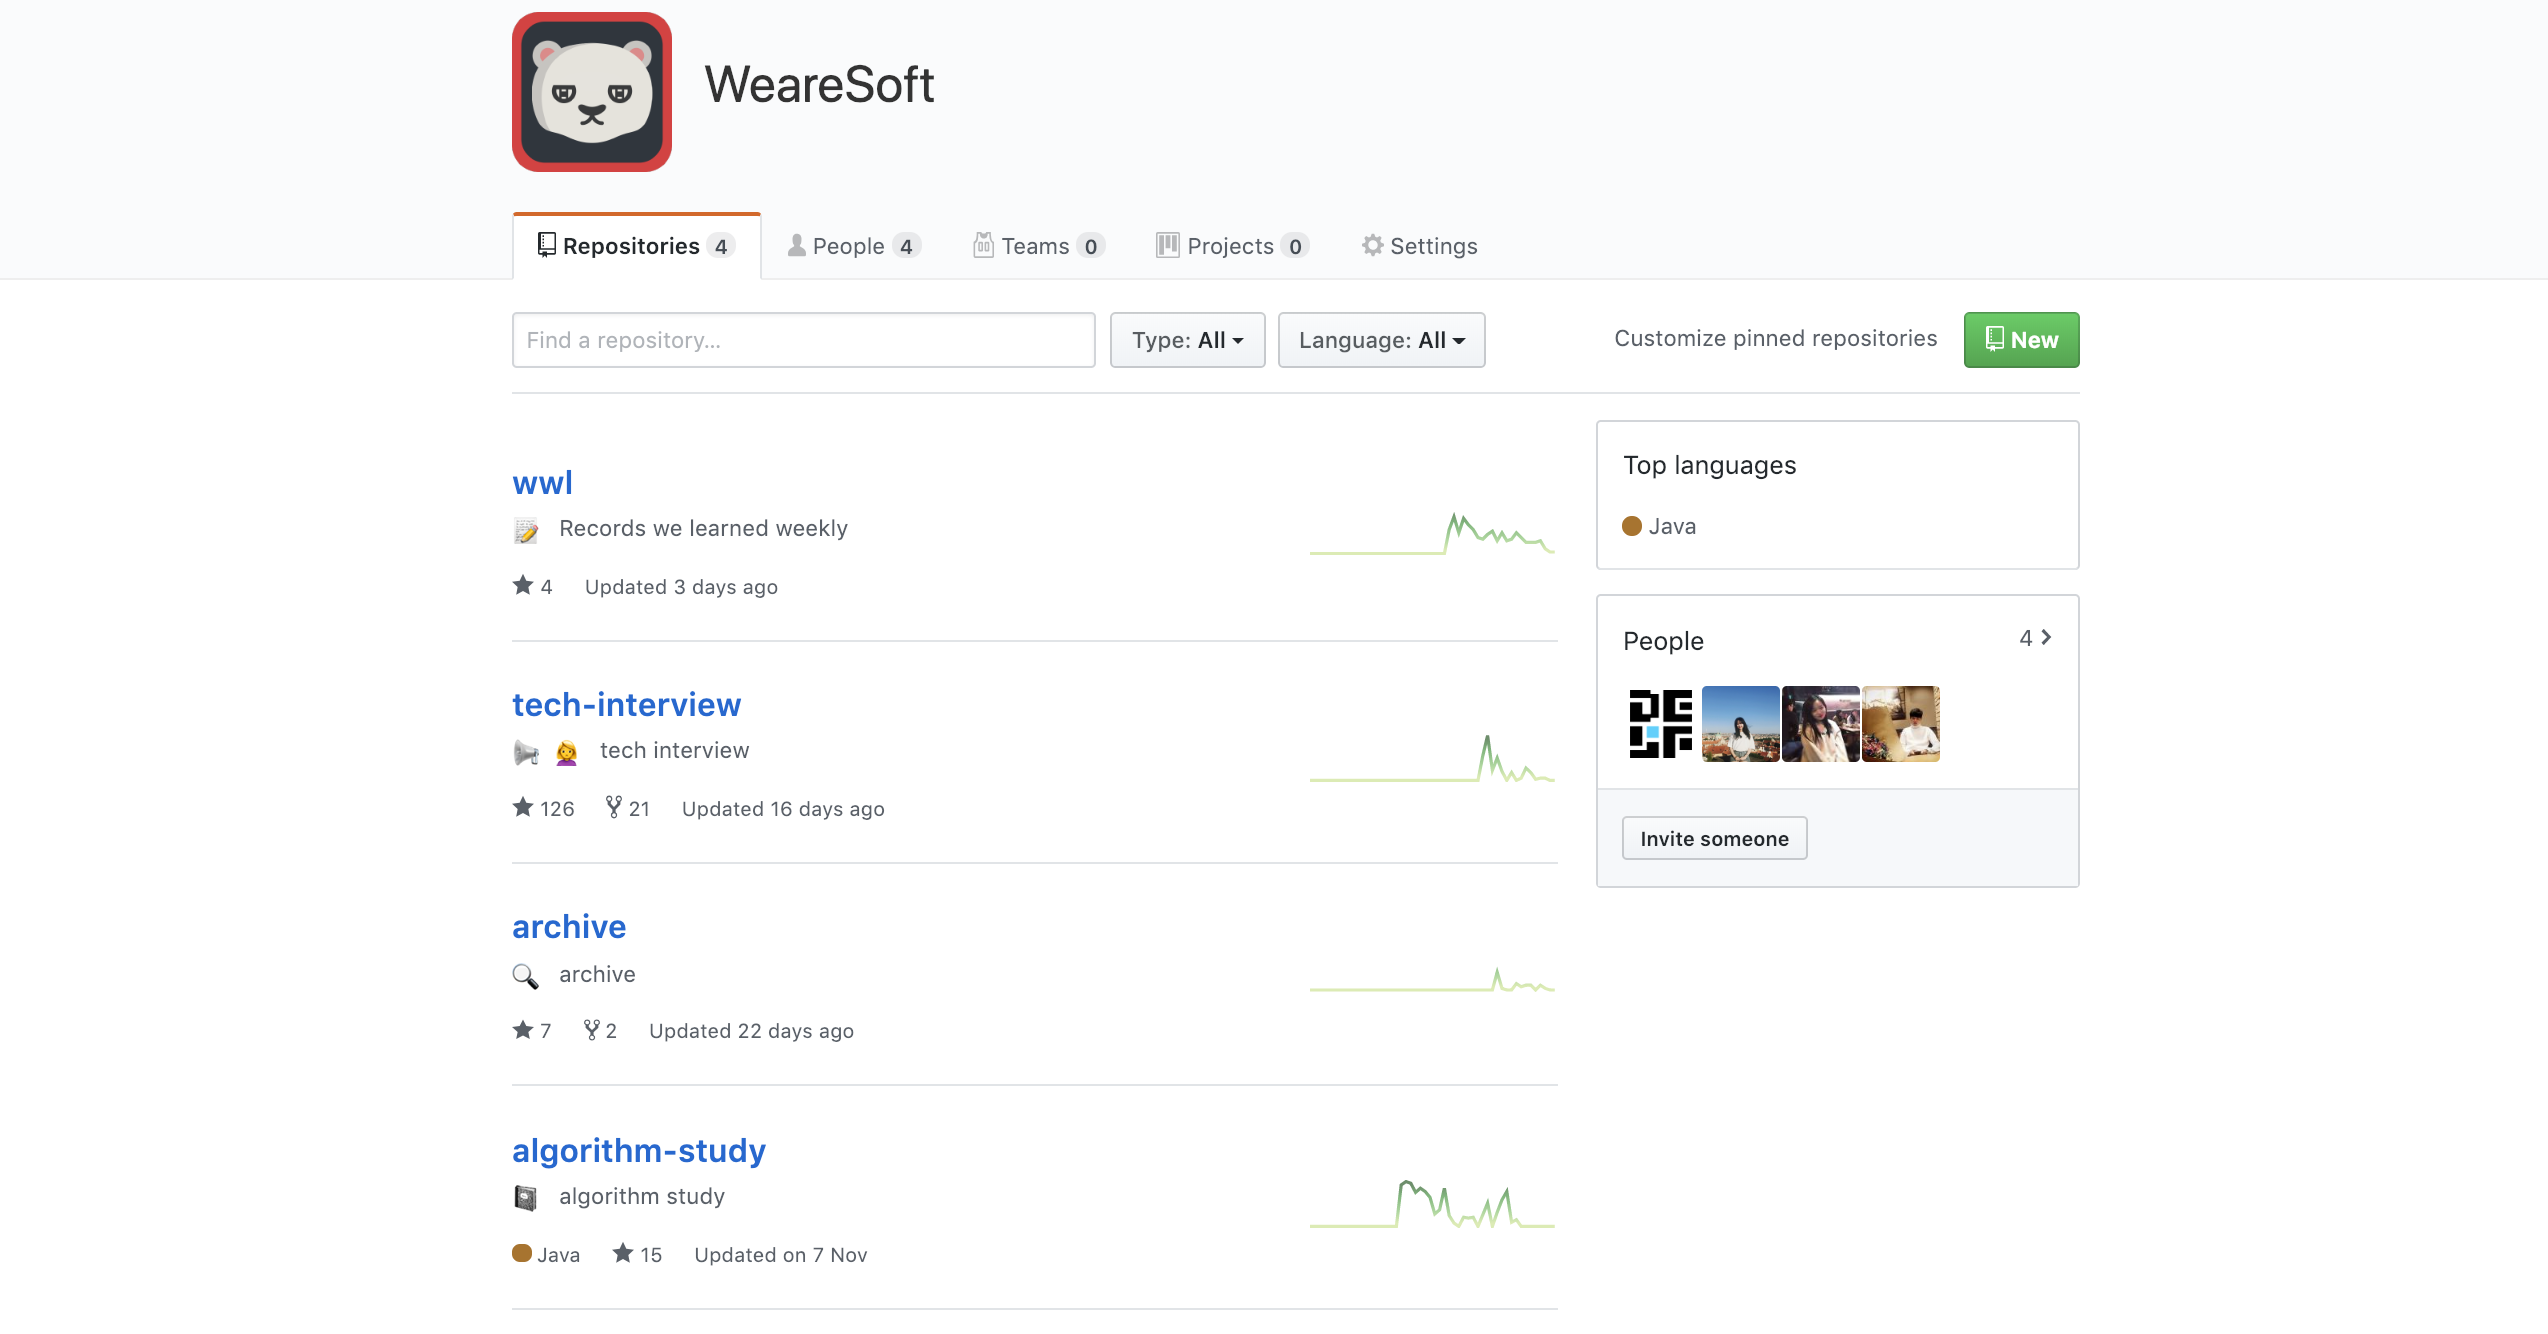 WeareSoft
Repositories 4 People 4 Teams 0 Projects 0 Settings
Find a repository... Type: All Language: All Customize pinned repositories New
wwl
Records we learned weekly
4 Updated 3 days ago
tech-interview
tech interview
126 21 Updated 16 days ago
archive
archive
7 2 Updated 22 days ago
algorithm-study
algorithm study
Java 15 Updated on 7 Nov
Top languages
Java
People 4
Invite someone